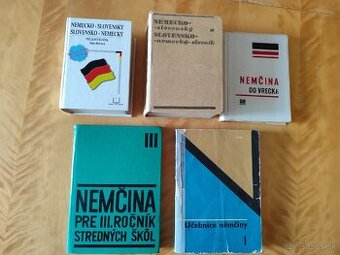 NEMECKO - SLOVENSKÝ
SLOVENSKO - NEMECKÝ
NEMECKO-
-slovenský
a
SLOVENSKO-
-nemecký slovník
NEMČINA
DO VRECKA
III
NEMČINA
PRE III. ROČNÍK
STREDNÝCH ŠKÔL
Učebnice němčiny
I